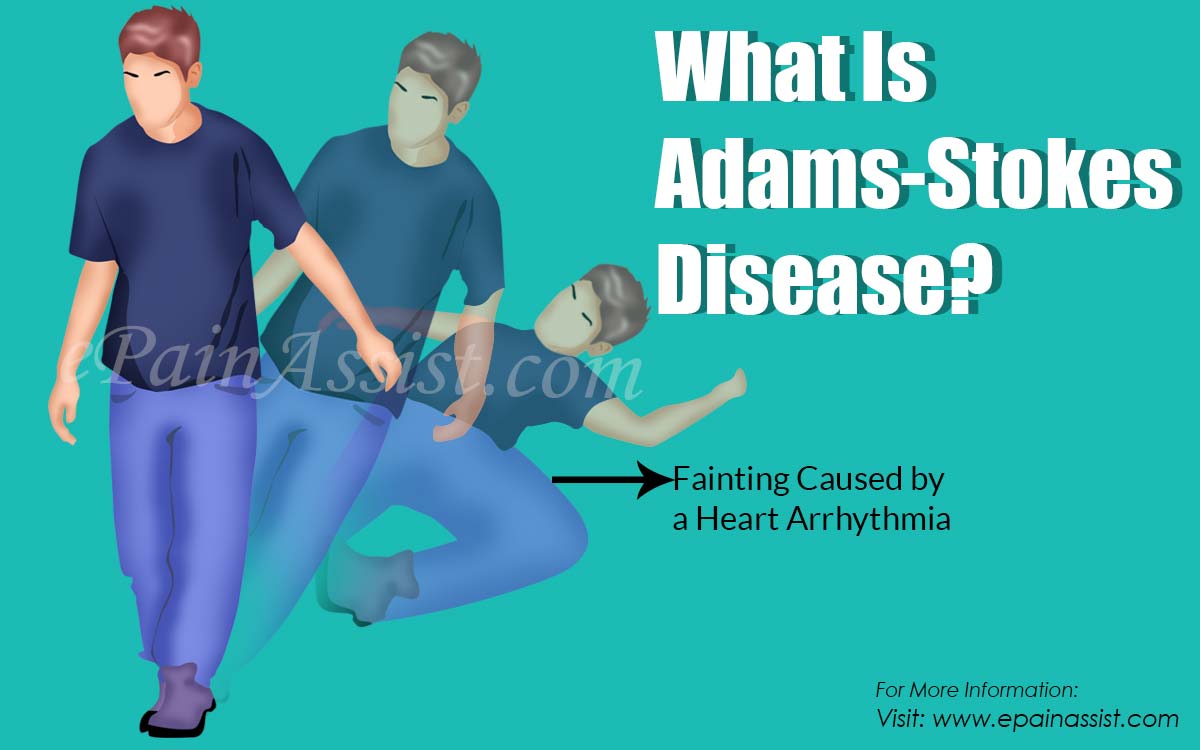 What Is
Adams-Stokes
Disease?
ePainAssist.com
Fainting Caused by
a Heart Arrhythmia
For More Information:
Visit: www.epainassist.com